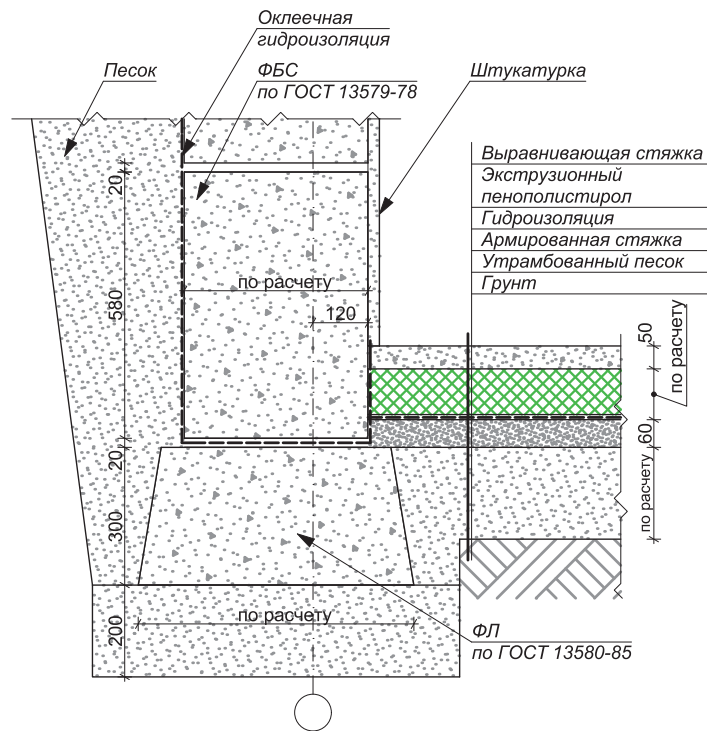 Оклеечная
гидроизоляция
Песок
ФБС
по ГОСТ 13579-78
Штукатурка
Выравнивающая стяжка
Экструзионный
пенополистирол
Гидроизоляция
Армированная стяжка
Утрамбованный песок
Грунт
20
580
20
300
200
по расчету
120
50
по расчету
60
по расчету
по расчету
ФЛ
по ГОСТ 13580-85